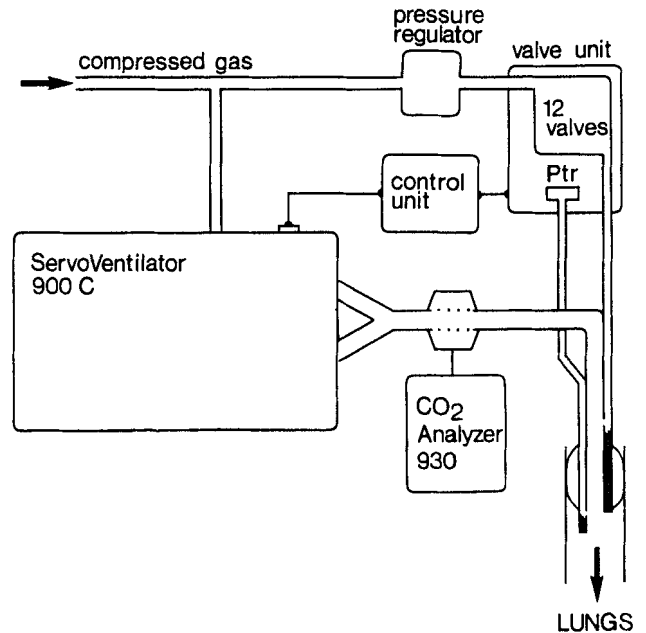 pressure
regulator
compressed gas
valve unit
12
valves
Ptr
control
unit
ServoVentilator
900 C
CO2
Analyzer
930
LUNGS